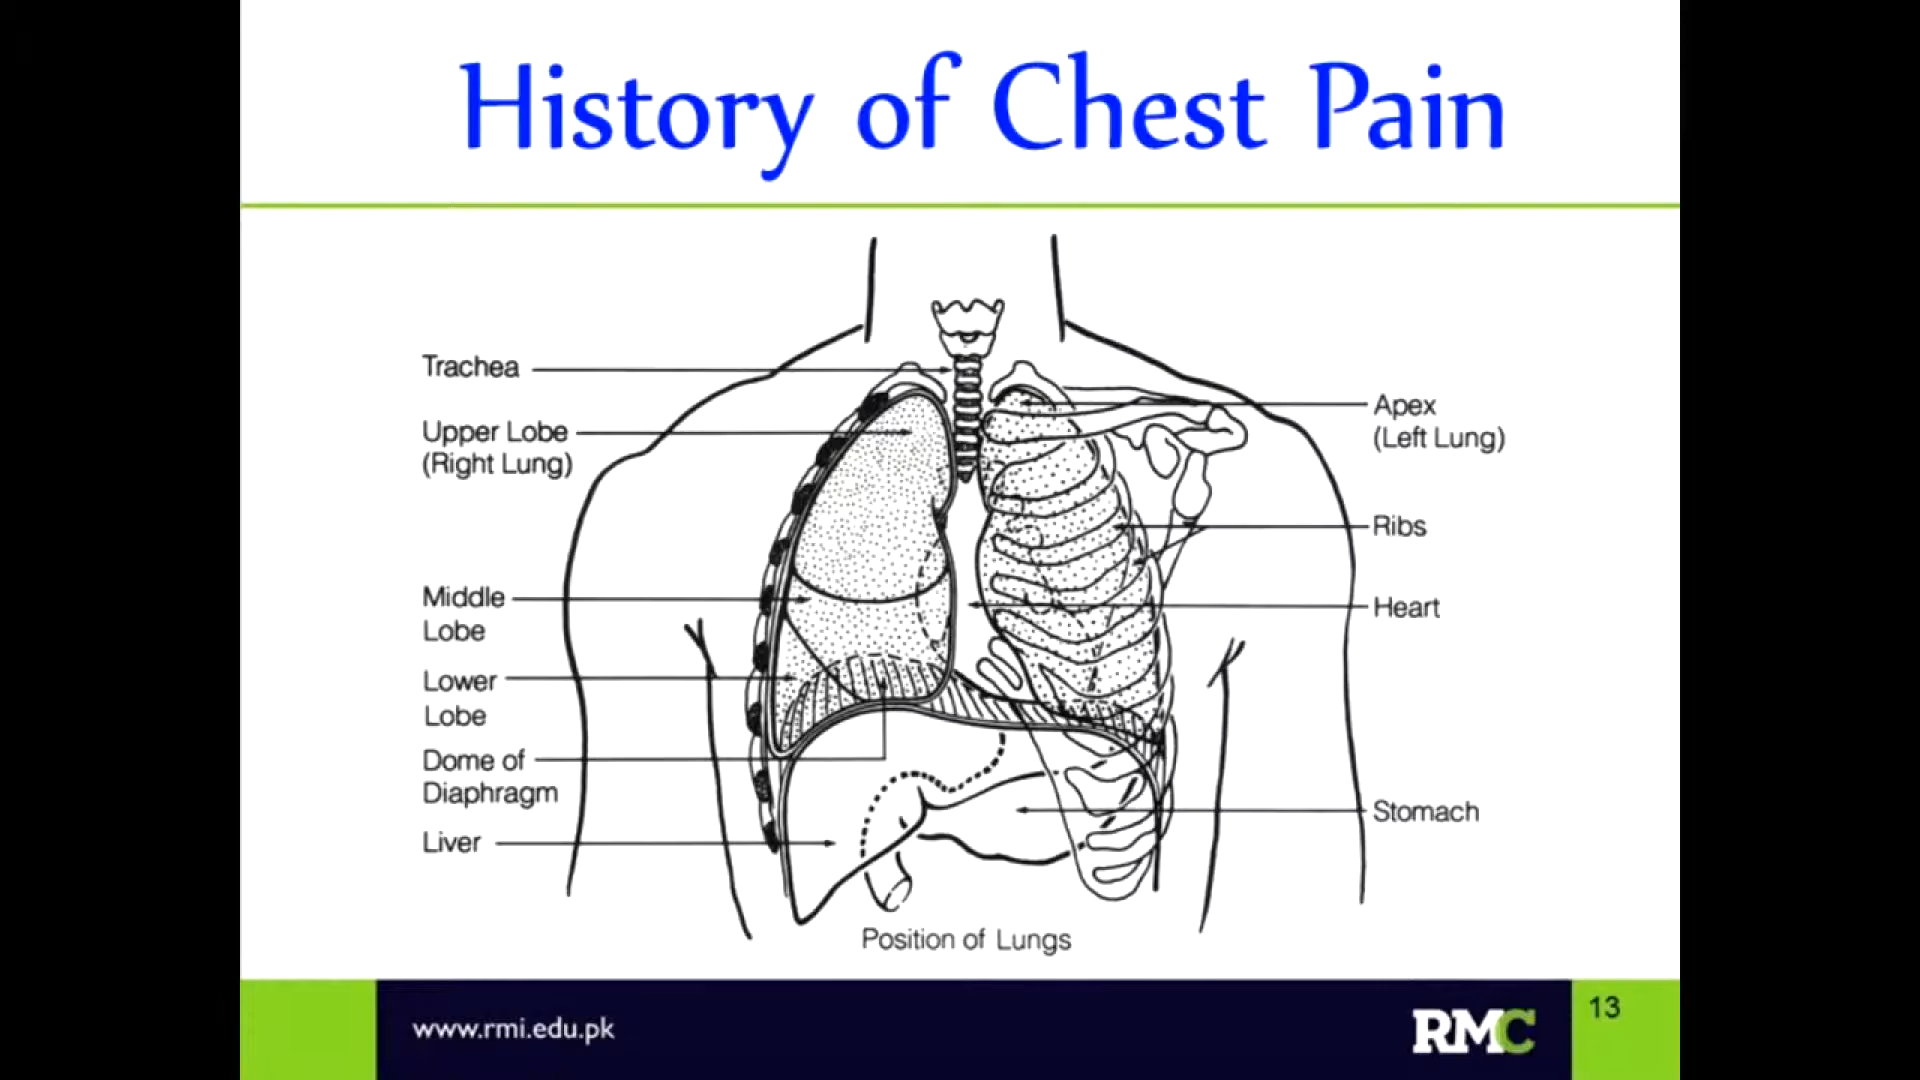 History of Chest Pain
Trachea
Upper Lobe
(Right Lung)
Middle
Lobe
Lower
Lobe
Dome of
Diaphragm
Liver
Apex
(Left Lung)
Ribs
Heart
Stomach
Position of Lungs
www.rmi.edu.pk
RMC
13